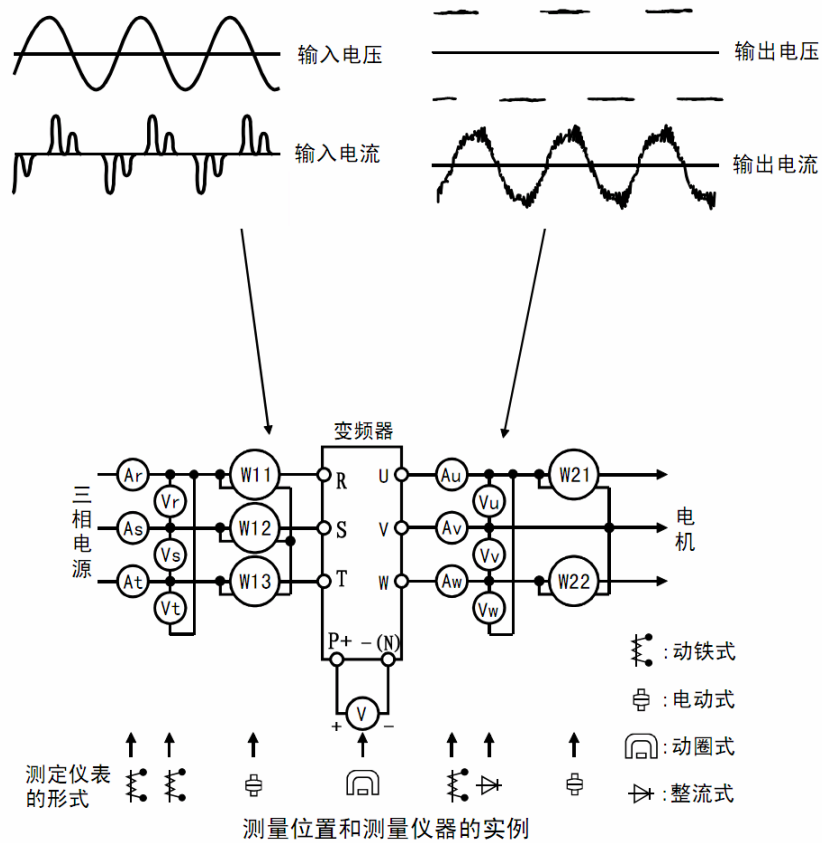 输入电压
输出电压
输入电流
输出电流
变频器
Ar W11 R U Au W21
Vr Vu
三相电源
As W12 S V Av
电机
Vs Vv
At W13 T W Aw W22
Vt Vw
P+ -(N)
+ V -
:动铁式
:电动式
:动圈式
:整流式
测定仪表
的形式
测量位置和测量仪器的实例